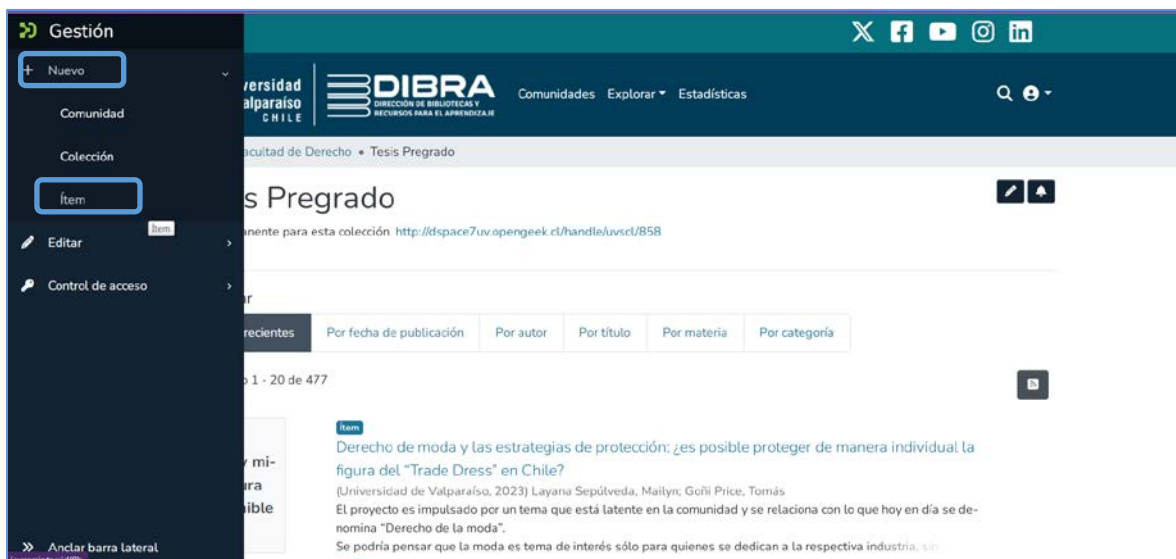 Gestión
Nuevo
Comunidad
Colección
Ítem
Ítem
Editar
Control de acceso
Anclar barra lateral
versidad
alparaíso
CHILE
DIBRA
DIRECCIÓN DE BIBLIOTECAS Y
RECURSOS PARA EL APRENDIZAJE
Comunidades Explorar Estadísticas
acultad de Derecho • Tesis Pregrado
s Pregrado
anente para esta colección http://dspace7uv.opengeek.cl/handle/uvscl/858
ar
recientes Por fecha de publicación Por autor Por título Por materia Por categoría
o 1 - 20 de 477
Ítem
Derecho de moda y las estrategias de protección: ¿es posible proteger de manera individual la
figura del “Trade Dress” en Chile?
(Universidad de Valparaíso, 2023) Layana Sepúlveda, Mailyn; Goñi Price, Tomás
El proyecto es impulsado por un tema que está latente en la comunidad y se relaciona con lo que hoy en día se de-
nomina “Derecho de la moda”.
Se podría pensar que la moda es tema de interés sólo para quienes se dedican a la respectiva industria, sin
y mi-
ura
nible